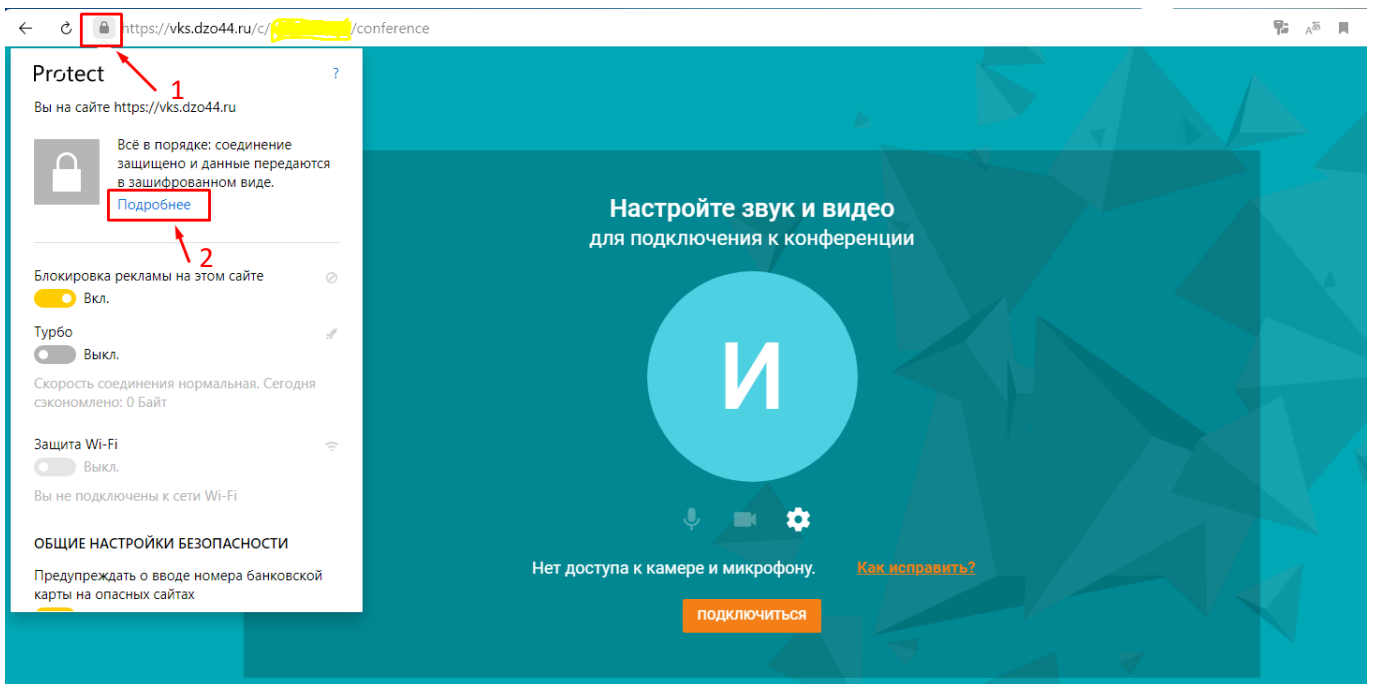 https://vks.dzo44.ru/c/ /conference
1
Protect ?
Вы на сайте https://vks.dzo44.ru
Всё в порядке: соединение
защищено и данные передаются
в зашифрованном виде.
Подробнее
2
Блокировка рекламы на этом сайте
Вкл.
Турбо
Выкл.
Скорость соединения нормальная. Сегодня
сэкономлено: 0 Байт
Защита Wi-Fi
Выкл.
Вы не подключены к сети Wi-Fi
ОБЩИЕ НАСТРОЙКИ БЕЗОПАСНОСТИ
Предупреждать о вводе номера банковской
карты на опасных сайтах
Настройте звук и видео
для подключения к конференции
И
Нет доступа к камере и микрофону. Как исправить?
ПОДКЛЮЧИТЬСЯ